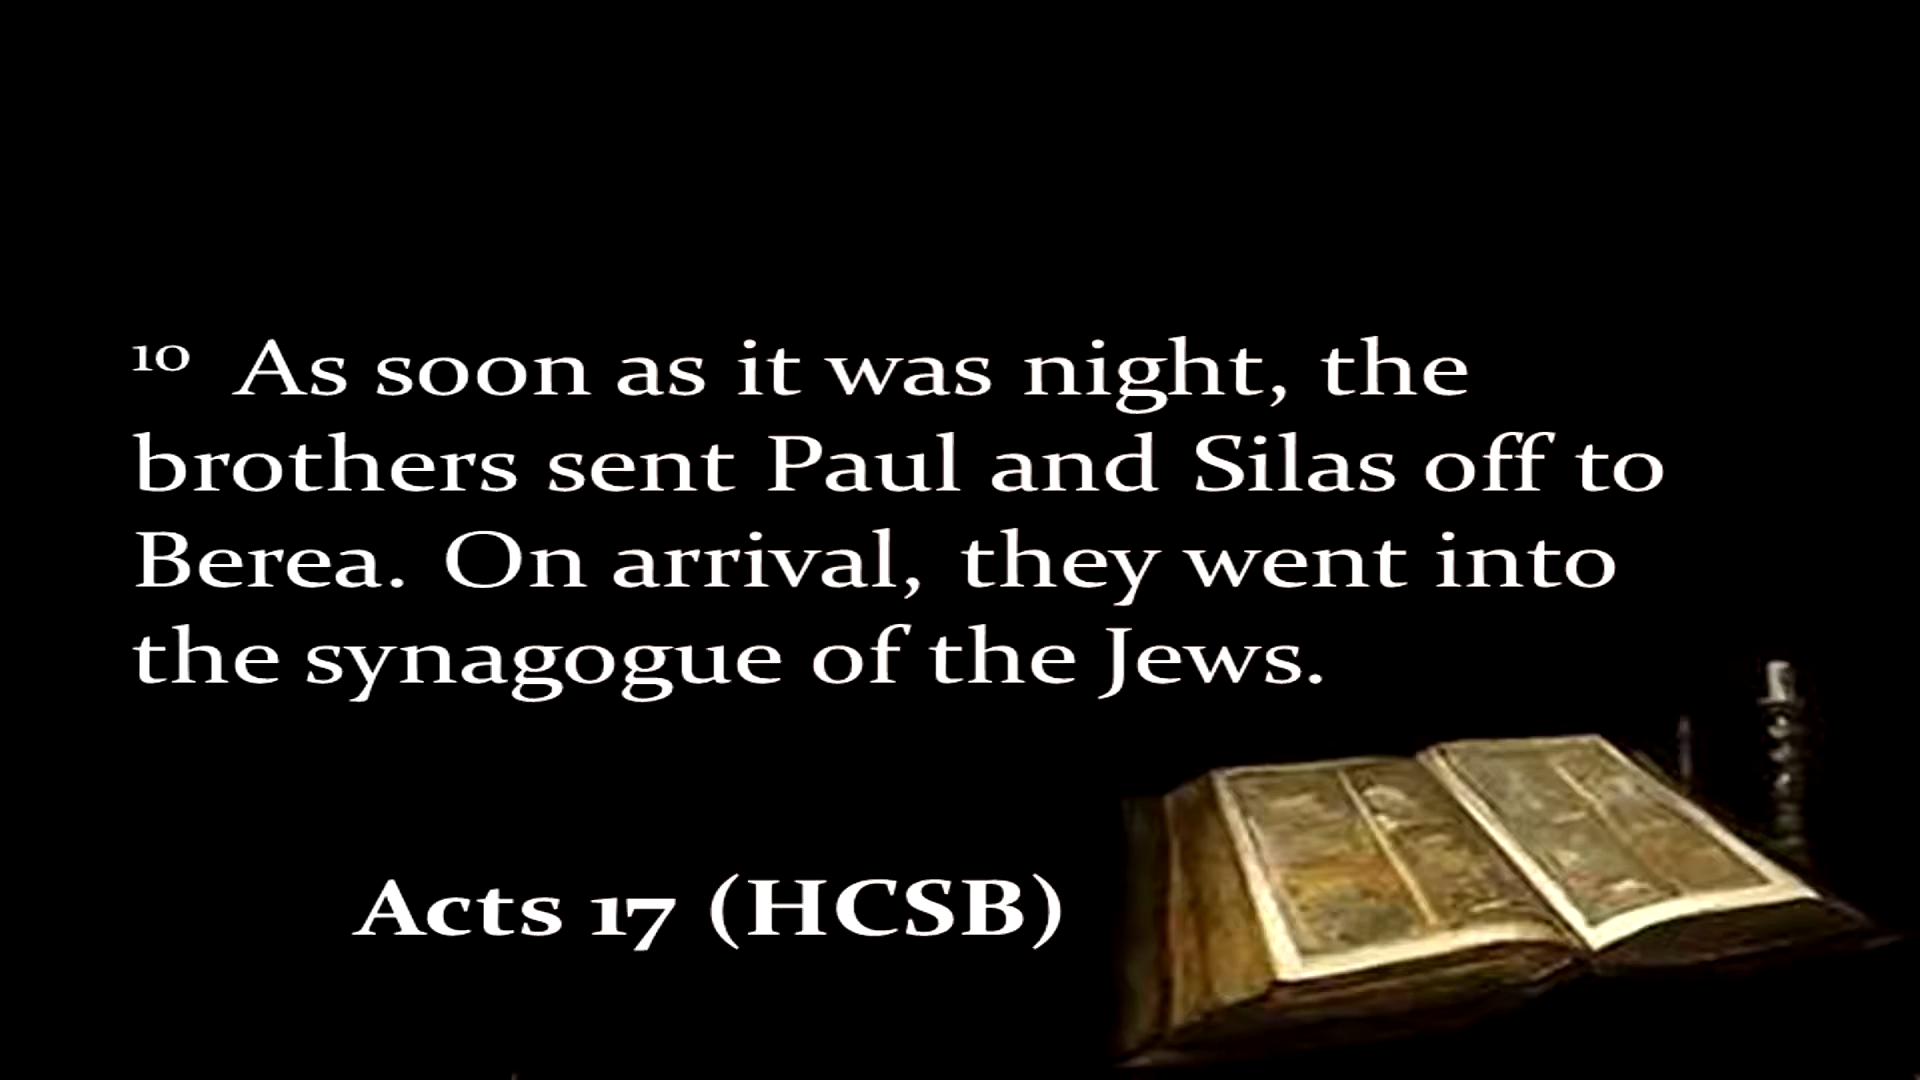 10 As soon as it was night, the
brothers sent Paul and Silas off to
Berea. On arrival, they went into
the synagogue of the Jews.
Acts 17 (HCSB)